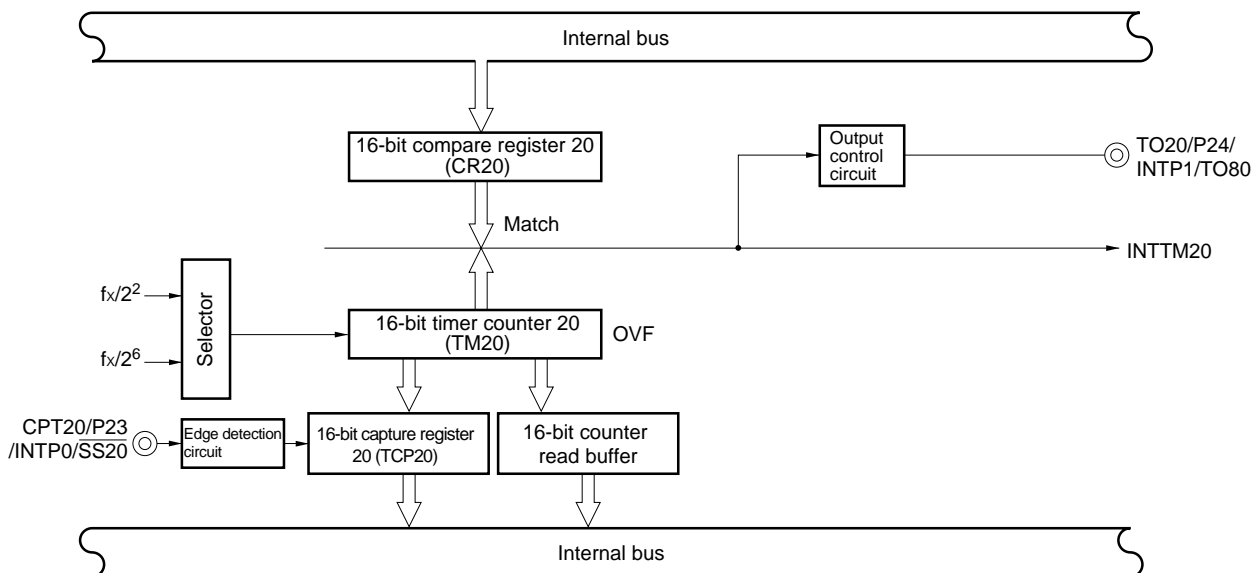 Internal bus
16-bit compare register 20
(CR20)
Output
control
circuit
TO20/P24/
INTP1/TO80
Match
INTTM20
fx/2²
Selector
fx/2⁶
16-bit timer counter 20
(TM20)
OVF
CPT20/P23
/INTP0/S̅S̅2̅0̅
Edge detection
circuit
16-bit capture register
20 (TCP20)
16-bit counter
read buffer
Internal bus